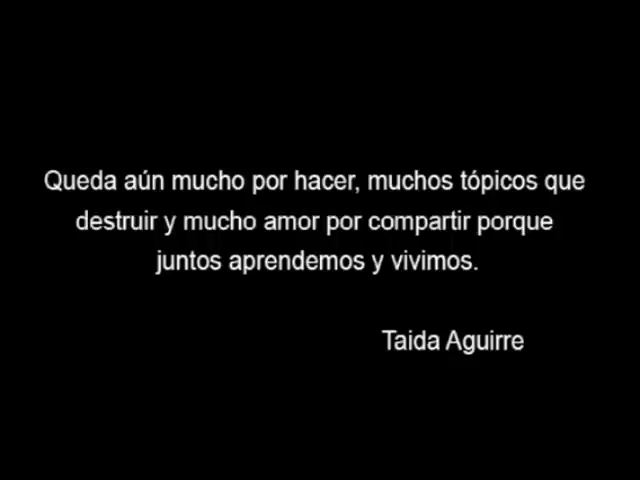 Queda aún mucho por hacer, muchos tópicos que
destruir y mucho amor por compartir porque
juntos aprendemos y vivimos.
Taida Aguirre